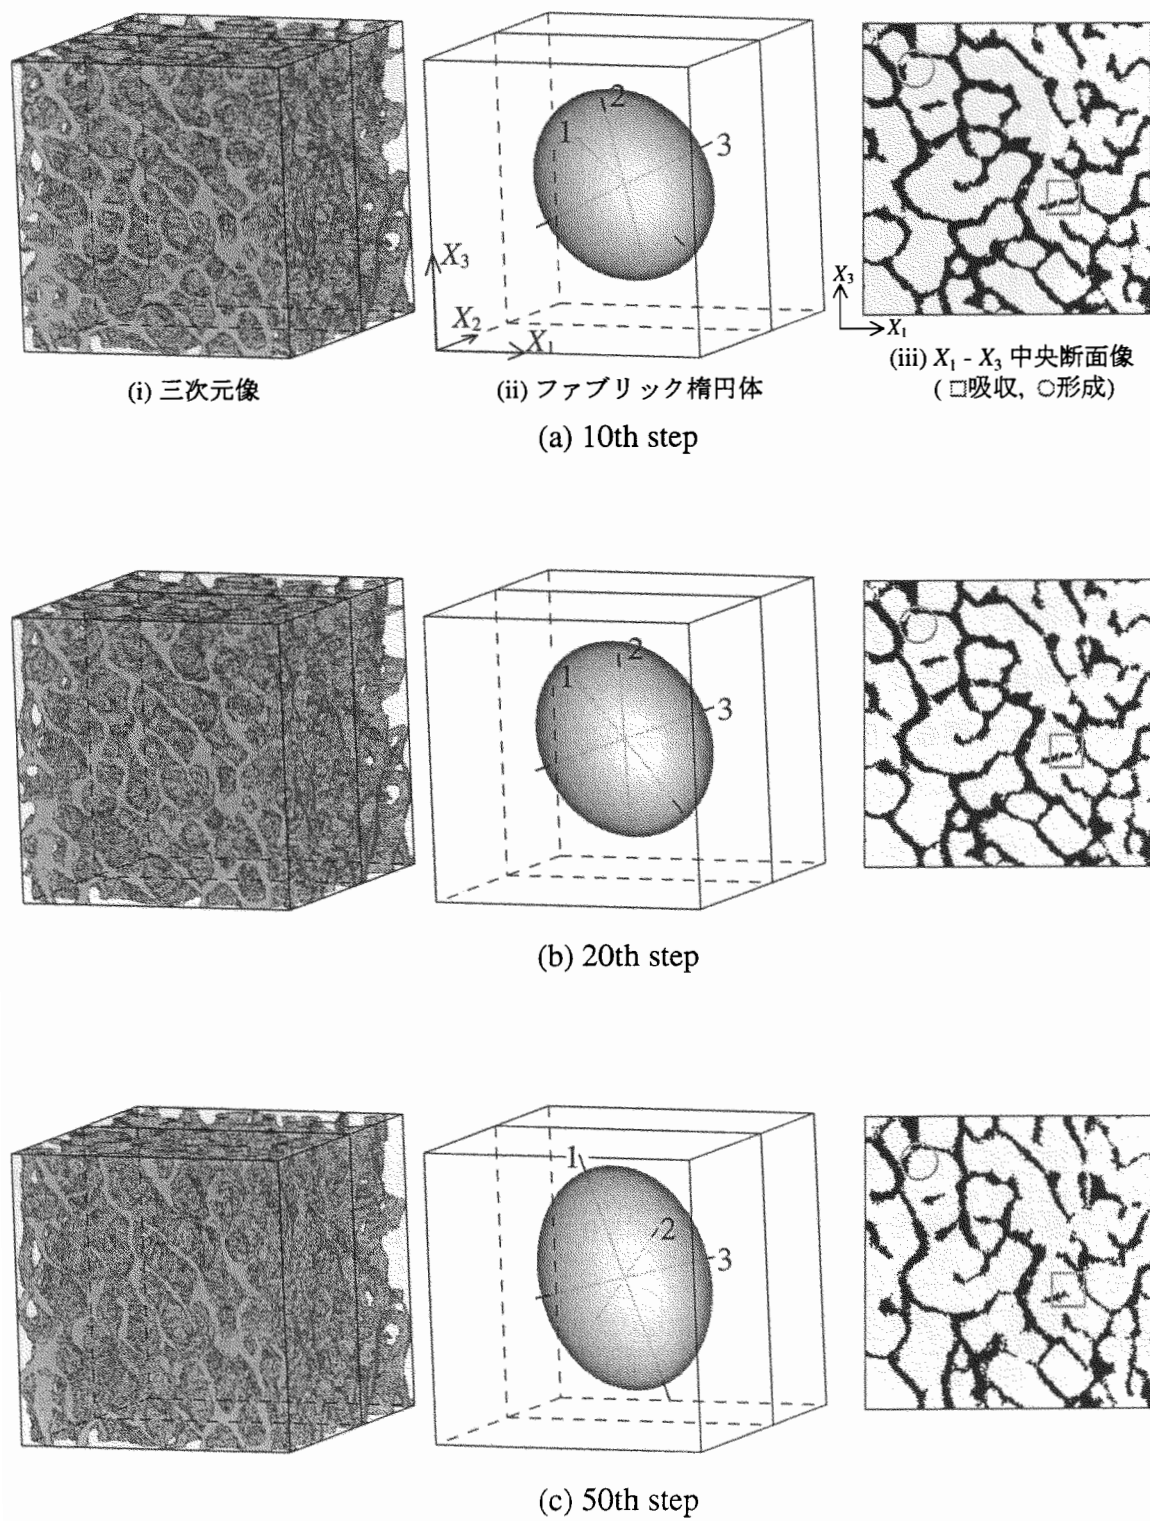 2
1
3
X3
X2
X1
X3
X1
(i) 三次元像
(ii) ファブリック楕円体
(iii) X1 - X3 中央断面像
( □吸収, ○形成)
(a) 10th step
2
1
3
(b) 20th step
1
2
3
(c) 50th step